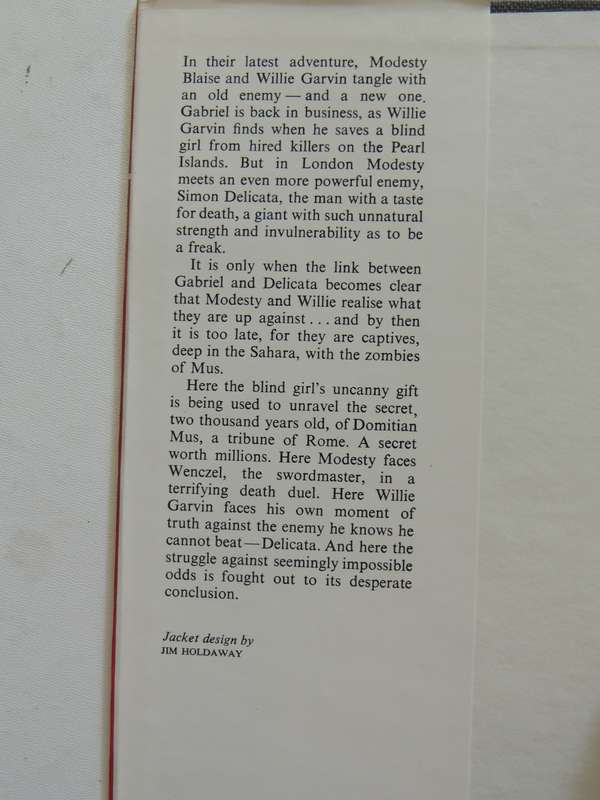 In their latest adventure, Modesty
Blaise and Willie Garvin tangle with
an old enemy — and a new one.
Gabriel is back in business, as Willie
Garvin finds when he saves a blind
girl from hired killers on the Pearl
Islands. But in London Modesty
meets an even more powerful enemy,
Simon Delicata, the man with a taste
for death, a giant with such unnatural
strength and invulnerability as to be
a freak.
It is only when the link between
Gabriel and Delicata becomes clear
that Modesty and Willie realise what
they are up against . . . and by then
it is too late, for they are captives,
deep in the Sahara, with the zombies
of Mus.
Here the blind girl's uncanny gift
is being used to unravel the secret,
two thousand years old, of Domitian
Mus, a tribune of Rome. A secret
worth millions. Here Modesty faces
Wenczel, the swordmaster, in a
terrifying death duel. Here Willie
Garvin faces his own moment of
truth against the enemy he knows he
cannot beat—Delicata. And here the
struggle against seemingly impossible
odds is fought out to its desperate
conclusion.
Jacket design by
JIM HOLDAWAY